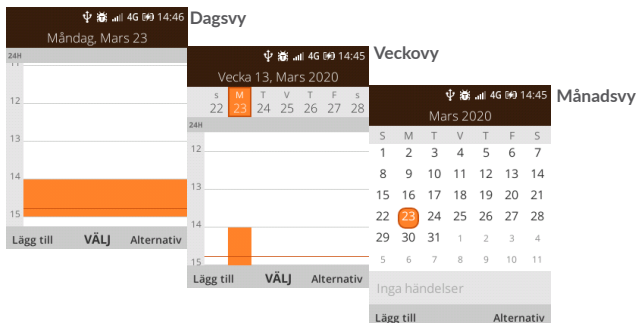 4G 14:46
Måndag, Mars 23
24H
11
12
13
14
15
Lägg till VÄLJ Alternativ
Dagsvy
4G 14:45
Vecka 13, Mars 2020
s M T V T F s
22 23 24 25 26 27 28
24H
12
13
14
15
Lägg till VÄLJ Alternativ
Veckovy
4G 14:45
Mars 2020
S M T V T F S
1 2 3 4 5 6 7
8 9 10 11 12 13 14
15 16 17 18 19 20 21
22 23 24 25 26 27 28
29 30 31 1 2 3 4
5 6 7 8 9 10 11
Inga händelser
Lägg till Alternativ
Månadsvy